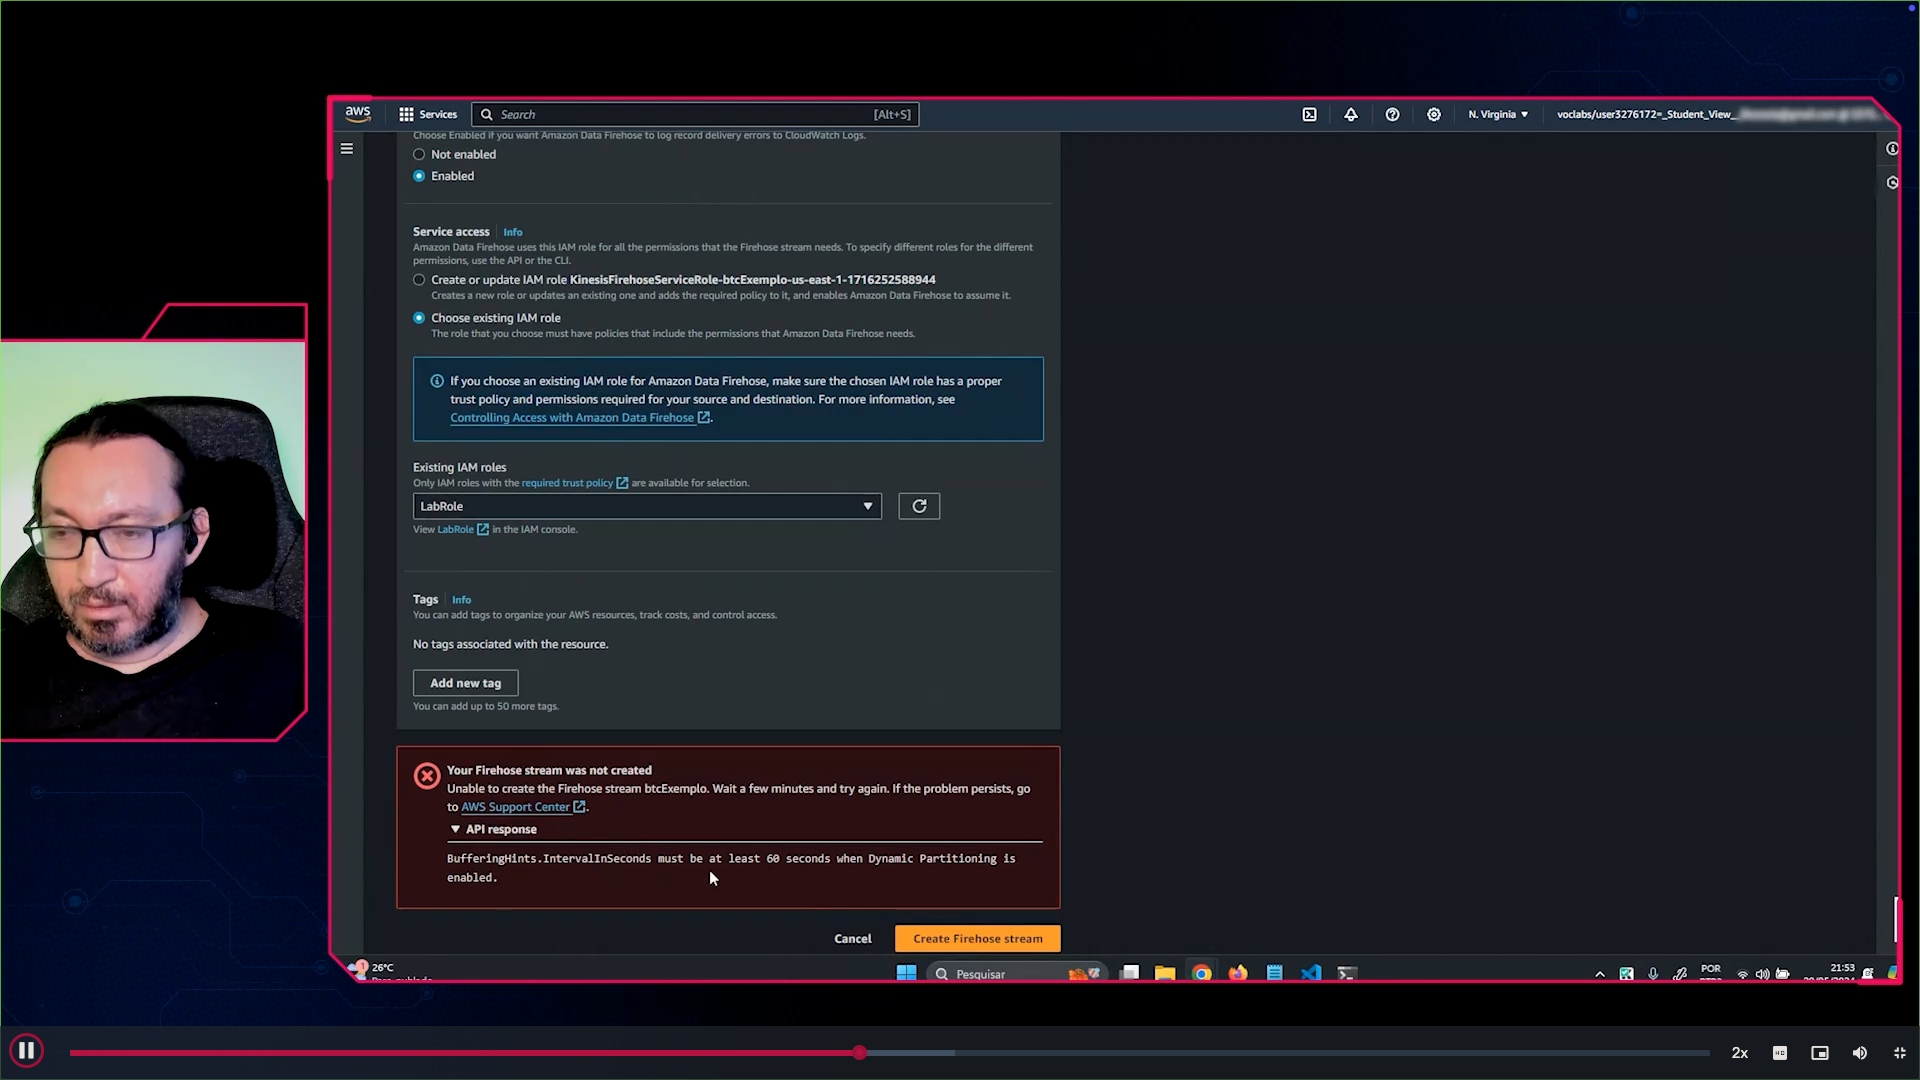 aws
Services
Search
[Alt+S]
N. Virginia
voclabs/user3276172=_Student_View_
Choose Enabled if you want Amazon Data Firehose to log record delivery errors to CloudWatch Logs.
Not enabled
Enabled
Service access
Info
Amazon Data Firehose uses this IAM role for all the permissions that the Firehose stream needs. To specify different roles for the different
permissions, use the API or the CLI.
Create or update IAM role KinesisFirehoseServiceRole-btcExemplo-us-east-1-1716252588944
Creates a new role or updates an existing one and adds the required policy to it, and enables Amazon Data Firehose to assume it.
Choose existing IAM role
The role that you choose must have policies that include the permissions that Amazon Data Firehose needs.
If you choose an existing IAM role for Amazon Data Firehose, make sure the chosen IAM role has a proper
trust policy and permissions required for your source and destination. For more information, see
Controlling Access with Amazon Data Firehose.
Existing IAM roles
Only IAM roles with the required trust policy are available for selection.
LabRole
View LabRole in the IAM console.
Tags
Info
You can add tags to organize your AWS resources, track costs, and control access.
No tags associated with the resource.
Add new tag
You can add up to 50 more tags.
Your Firehose stream was not created
Unable to create the Firehose stream btcExemplo. Wait a few minutes and try again. If the problem persists, go
to AWS Support Center.
API response
BufferingHints.IntervalInSeconds must be at least 60 seconds when Dynamic Partitioning is
enabled.
Cancel
Create Firehose stream
1
26°C
Pesquisar
POR
21:53
2x
HD